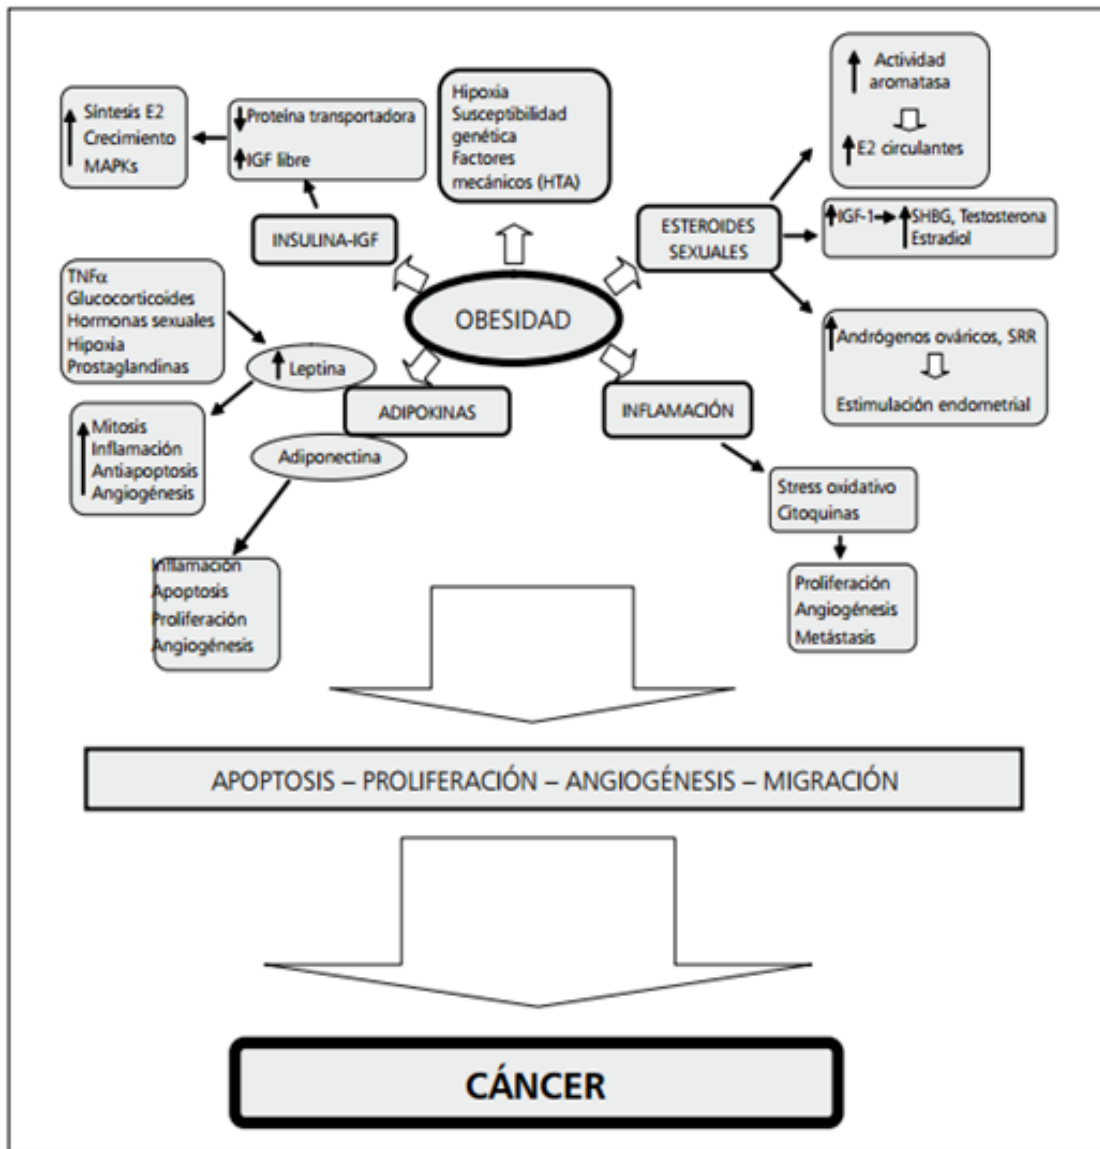 Actividad
aromatasa
E2 circulantes
Hipoxia
Susceptibilidad
genética
Factores
mecánicos (HTA)
Síntesis E2
Crecimiento
MAPKs
Proteína transportadora
IGF libre
INSULINA-IGF
ESTEROIDES
SEXUALES
IGF-1
SHBG, Testosterona
Estradiol
OBESIDAD
TNFα
Glucocorticoides
Hormonas sexuales
Hipoxia
Prostaglandinas
Leptina
ADIPOKINAS
INFLAMACIÓN
Andrógenos ováricos, SRR
Estimulación endometrial
Mitosis
Inflamación
Antiapoptosis
Angiogénesis
Adiponectina
Stress oxidativo
Citoquinas
Inflamación
Apoptosis
Proliferación
Angiogénesis
Proliferación
Angiogénesis
Metástasis
APOPTOSIS – PROLIFERACIÓN – ANGIOGÉNESIS – MIGRACIÓN
CÁNCER